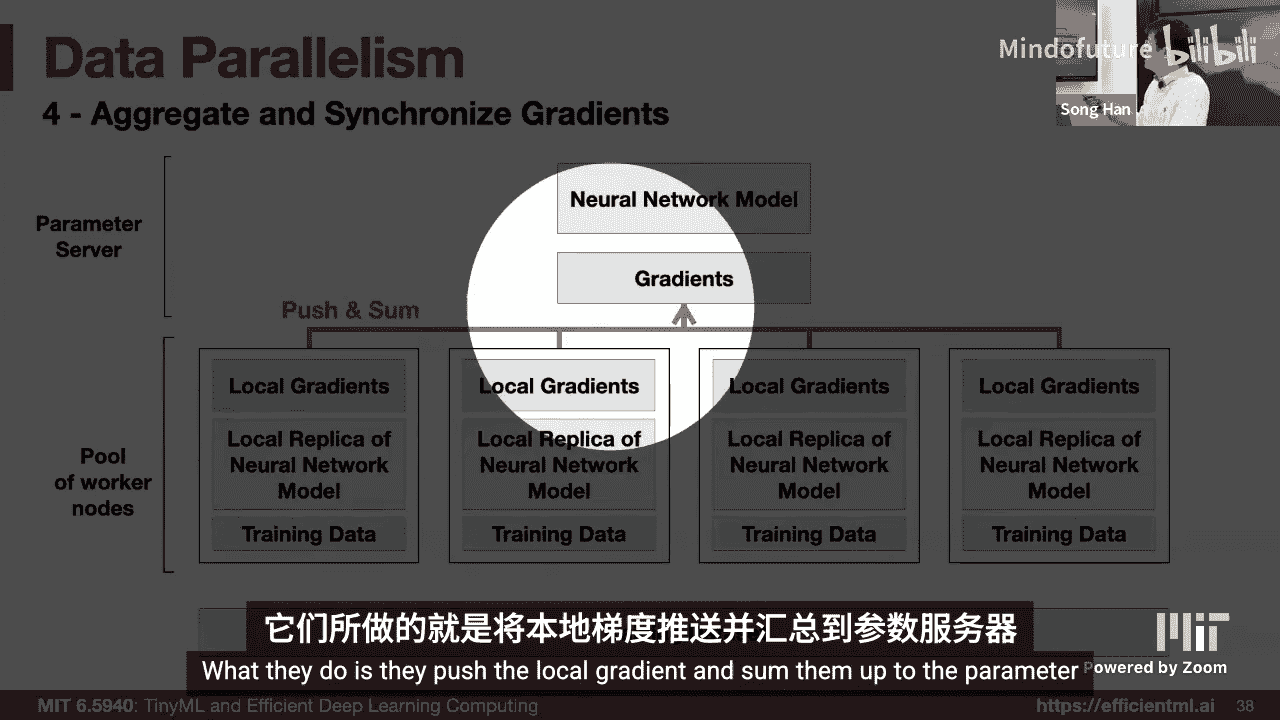 Data Parallelism
Mindofuture bilibili
4 - Aggregate and Synchronize Gradients
Song Han
Parameter
Server
Neural Network Model
Gradients
Push & Sum
Pool
of worker
nodes
Local Gradients
Local Replica of
Neural Network
Model
Training Data
Local Gradients
Local Replica of
Neural Network
Model
Training Data
Local Gradients
Local Replica of
Neural Network
Model
Training Data
Local Gradients
Local Replica of
Neural Network
Model
Training Data
它们所做的就是将本地梯度推送并汇总到参数服务器
What they do is they push the local gradient and sum them up to the parameter
MIT
Powered by Zoom
MIT 6.5940: TinyML and Efficient Deep Learning Computing
https://efficientml.ai
38